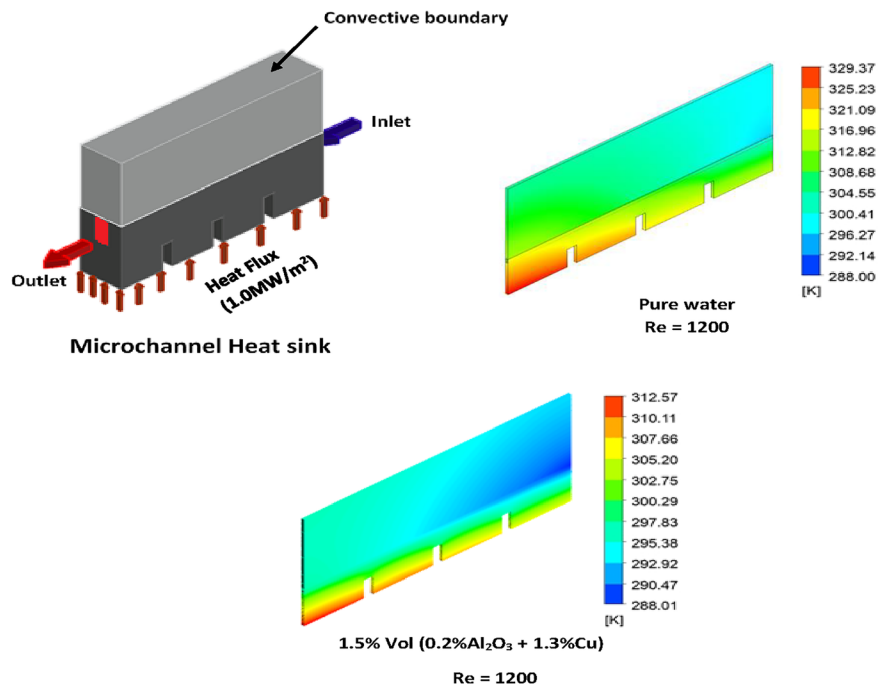 Convective boundary
Inlet
Outlet
Heat Flux
(1.0MW/m²)
Microchannel Heat sink
329.37
325.23
321.09
316.96
312.82
308.68
304.55
300.41
296.27
292.14
288.00
[K]
Pure water
Re = 1200
312.57
310.11
307.66
305.20
302.75
300.29
297.83
295.38
292.92
290.47
288.01
[K]
1.5% Vol (0.2%Al₂O₃ + 1.3%Cu)
Re = 1200